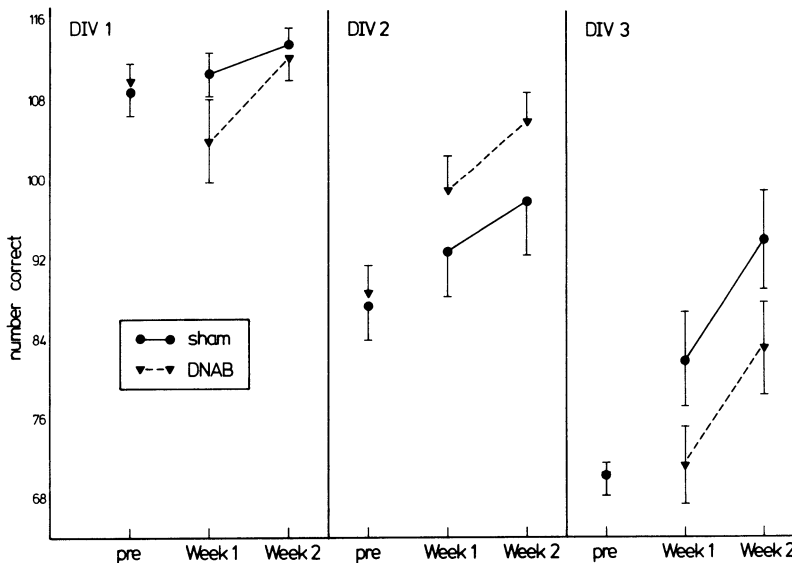 116
108
100
92
84
76
68
number correct
DIV 1
DIV 2
DIV 3
sham
DNAB
pre
Week 1
Week 2
pre
Week 1
Week 2
pre
Week 1
Week 2